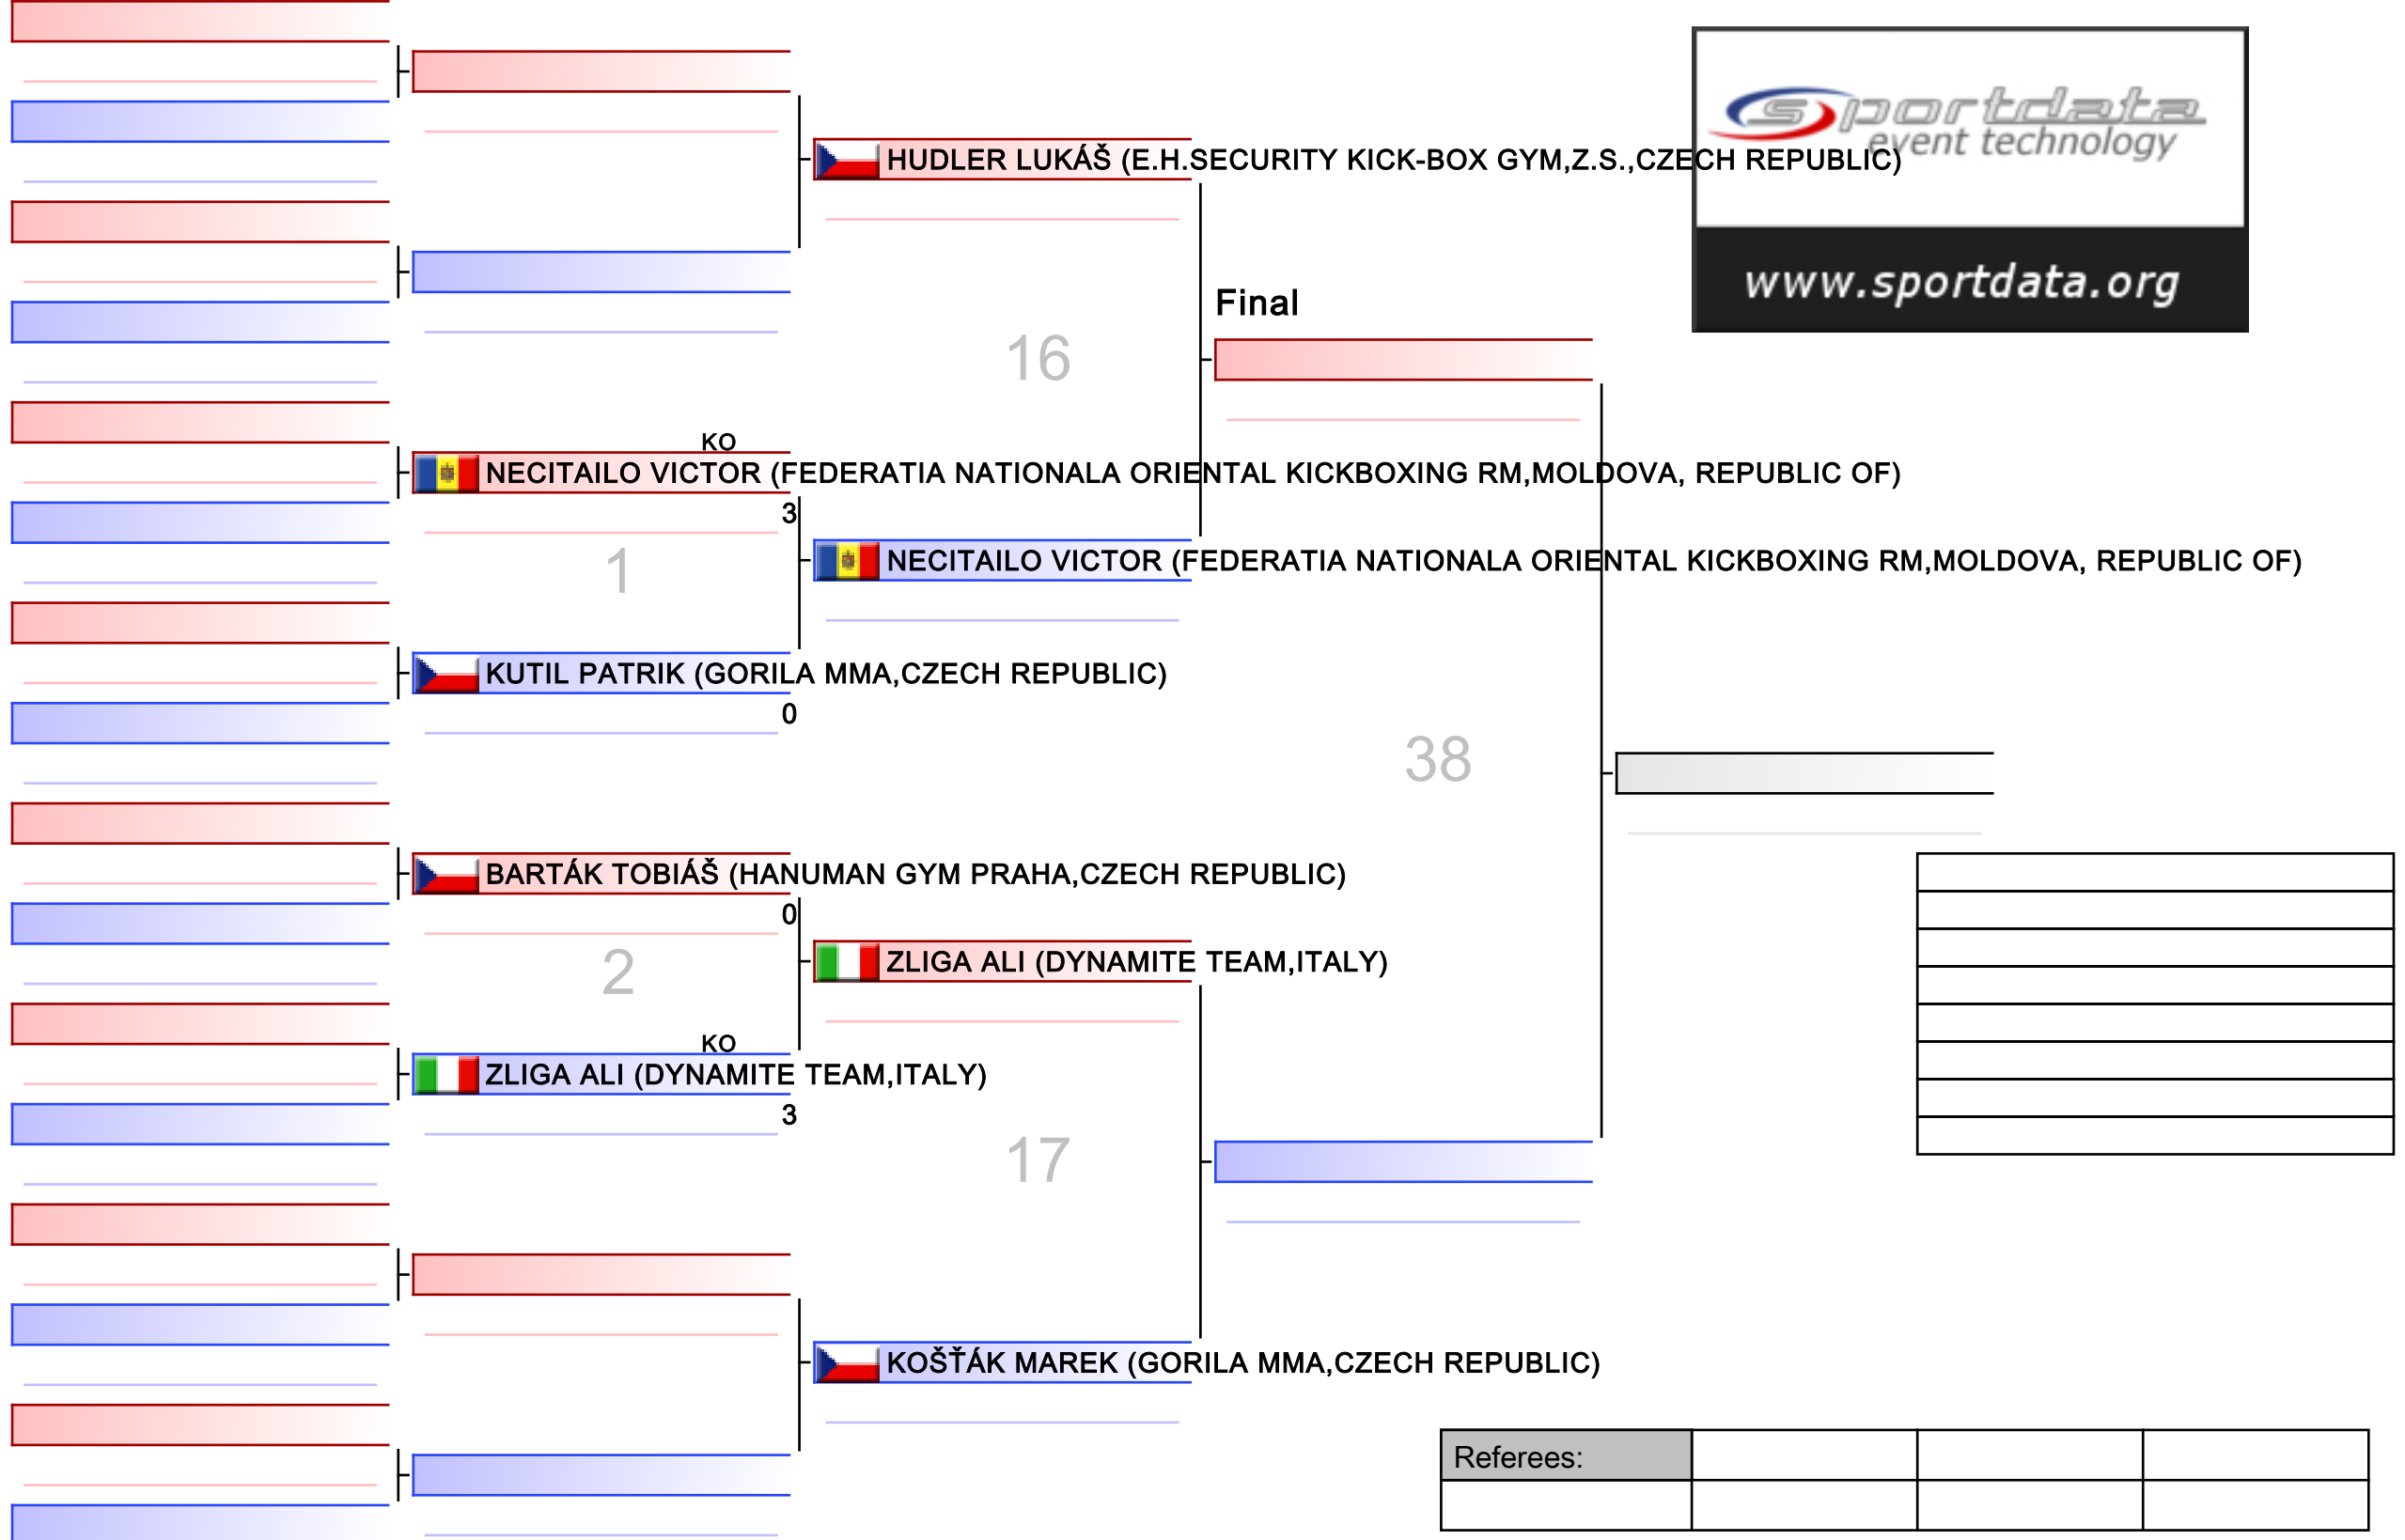 sportdata
event technology
HUDLER LUKÁŠ (E.H.SECURITY KICK-BOX GYM,Z.S.,CZECH REPUBLIC)
www.sportdata.org
Final
16
KO
NECITAILO VICTOR (FEDERATIA NATIONALA ORIENTAL KICKBOXING RM,MOLDOVA, REPUBLIC OF)
3
1
NECITAILO VICTOR (FEDERATIA NATIONALA ORIENTAL KICKBOXING RM,MOLDOVA, REPUBLIC OF)
KUTIL PATRIK (GORILA MMA,CZECH REPUBLIC)
0
38
BARTÁK TOBIÁŠ (HANUMAN GYM PRAHA,CZECH REPUBLIC)
0
2
ZLIGA ALI (DYNAMITE TEAM,ITALY)
KO
ZLIGA ALI (DYNAMITE TEAM,ITALY)
3
17
KOŠŤÁK MAREK (GORILA MMA,CZECH REPUBLIC)
Referees: